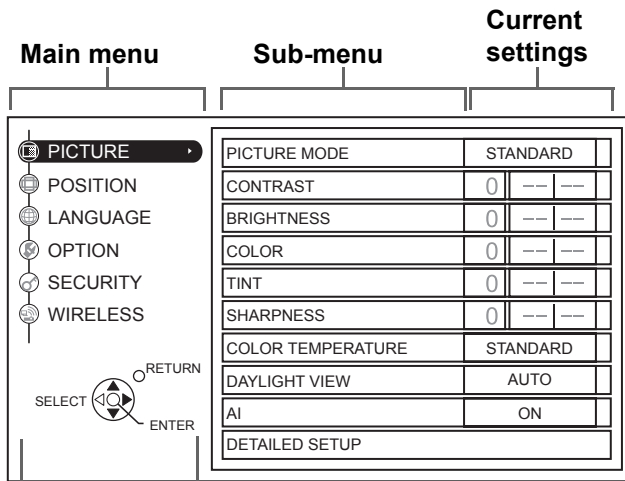 Main menu
Sub-menu
Current
settings
PICTURE
POSITION
LANGUAGE
OPTION
SECURITY
WIRELESS
RETURN
SELECT
ENTER
PICTURE MODE STANDARD
CONTRAST 0
BRIGHTNESS 0
COLOR 0
TINT 0
SHARPNESS 0
COLOR TEMPERATURE STANDARD
DAYLIGHT VIEW AUTO
AI ON
DETAILED SETUP